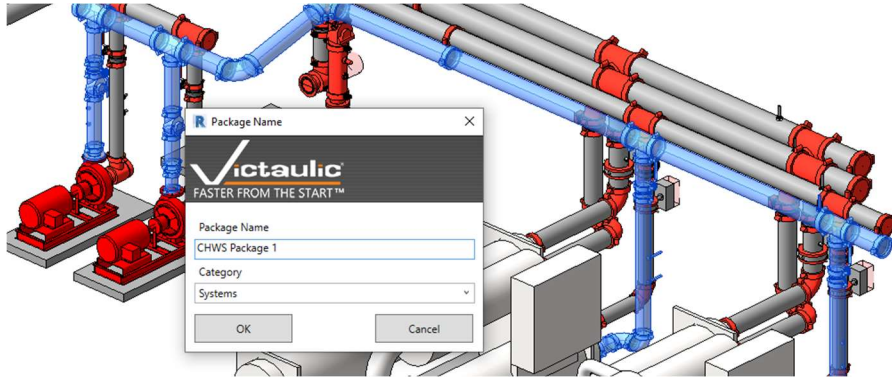 Package Name
Victaulic®
FASTER FROM THE START™
Package Name
CHWS Package 1
Category
Systems
OK
Cancel